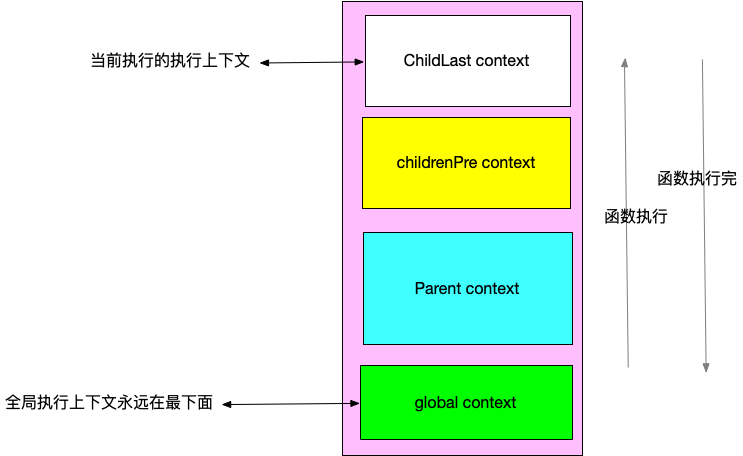 ChildLast context
当前执行的执行上下文
childrenPre context
函数执行完
函数执行
Parent context
全局执行上下文永远在最下面
global context